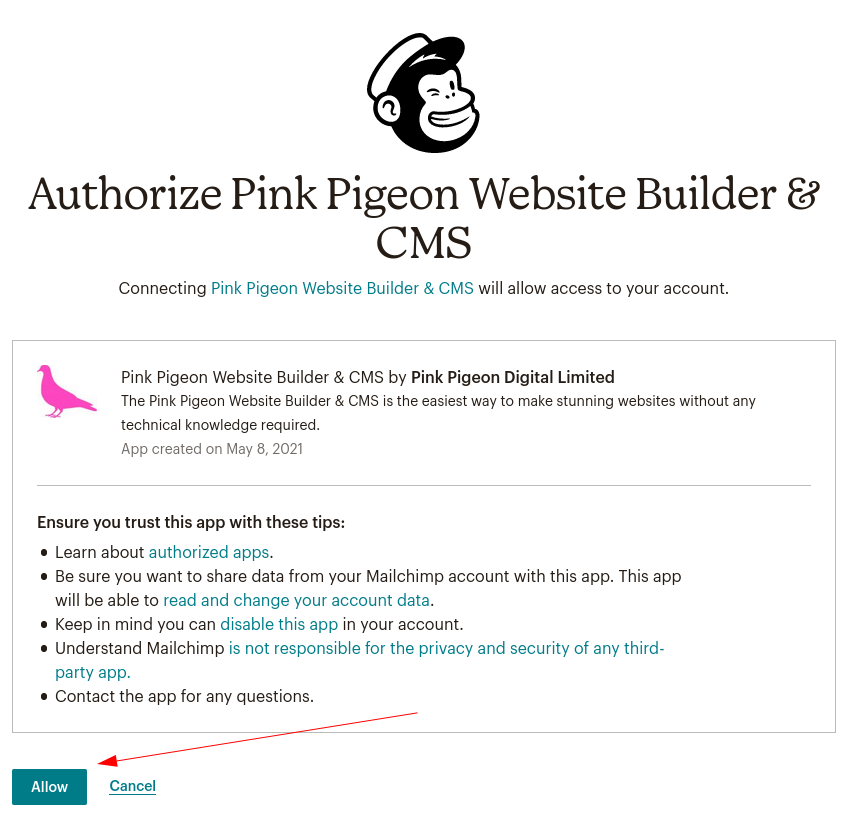 Authorize Pink Pigeon Website Builder &
CMS
Connecting Pink Pigeon Website Builder & CMS will allow access to your account.
Pink Pigeon Website Builder & CMS by Pink Pigeon Digital Limited
The Pink Pigeon Website Builder & CMS is the easiest way to make stunning websites without any
technical knowledge required.
App created on May 8, 2021
Ensure you trust this app with these tips:
• Learn about authorized apps.
• Be sure you want to share data from your Mailchimp account with this app. This app
will be able to read and change your account data.
• Keep in mind you can disable this app in your account.
• Understand Mailchimp is not responsible for the privacy and security of any third-
party app.
• Contact the app for any questions.
Allow Cancel